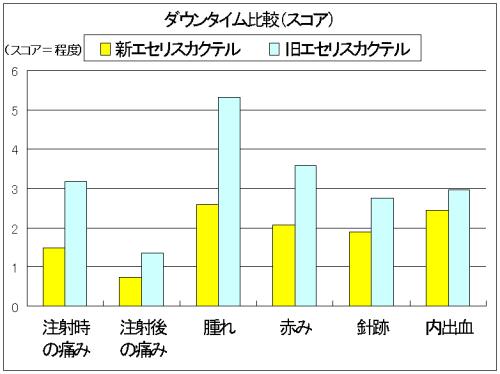 ダウンタイム比較（スコア）
（スコア＝程度）
新エセリスカクテル 旧エセリスカクテル
6
5
4
3
2
1
0
注射時の痛み 注射後の痛み 腫れ 赤み 針跡 内出血